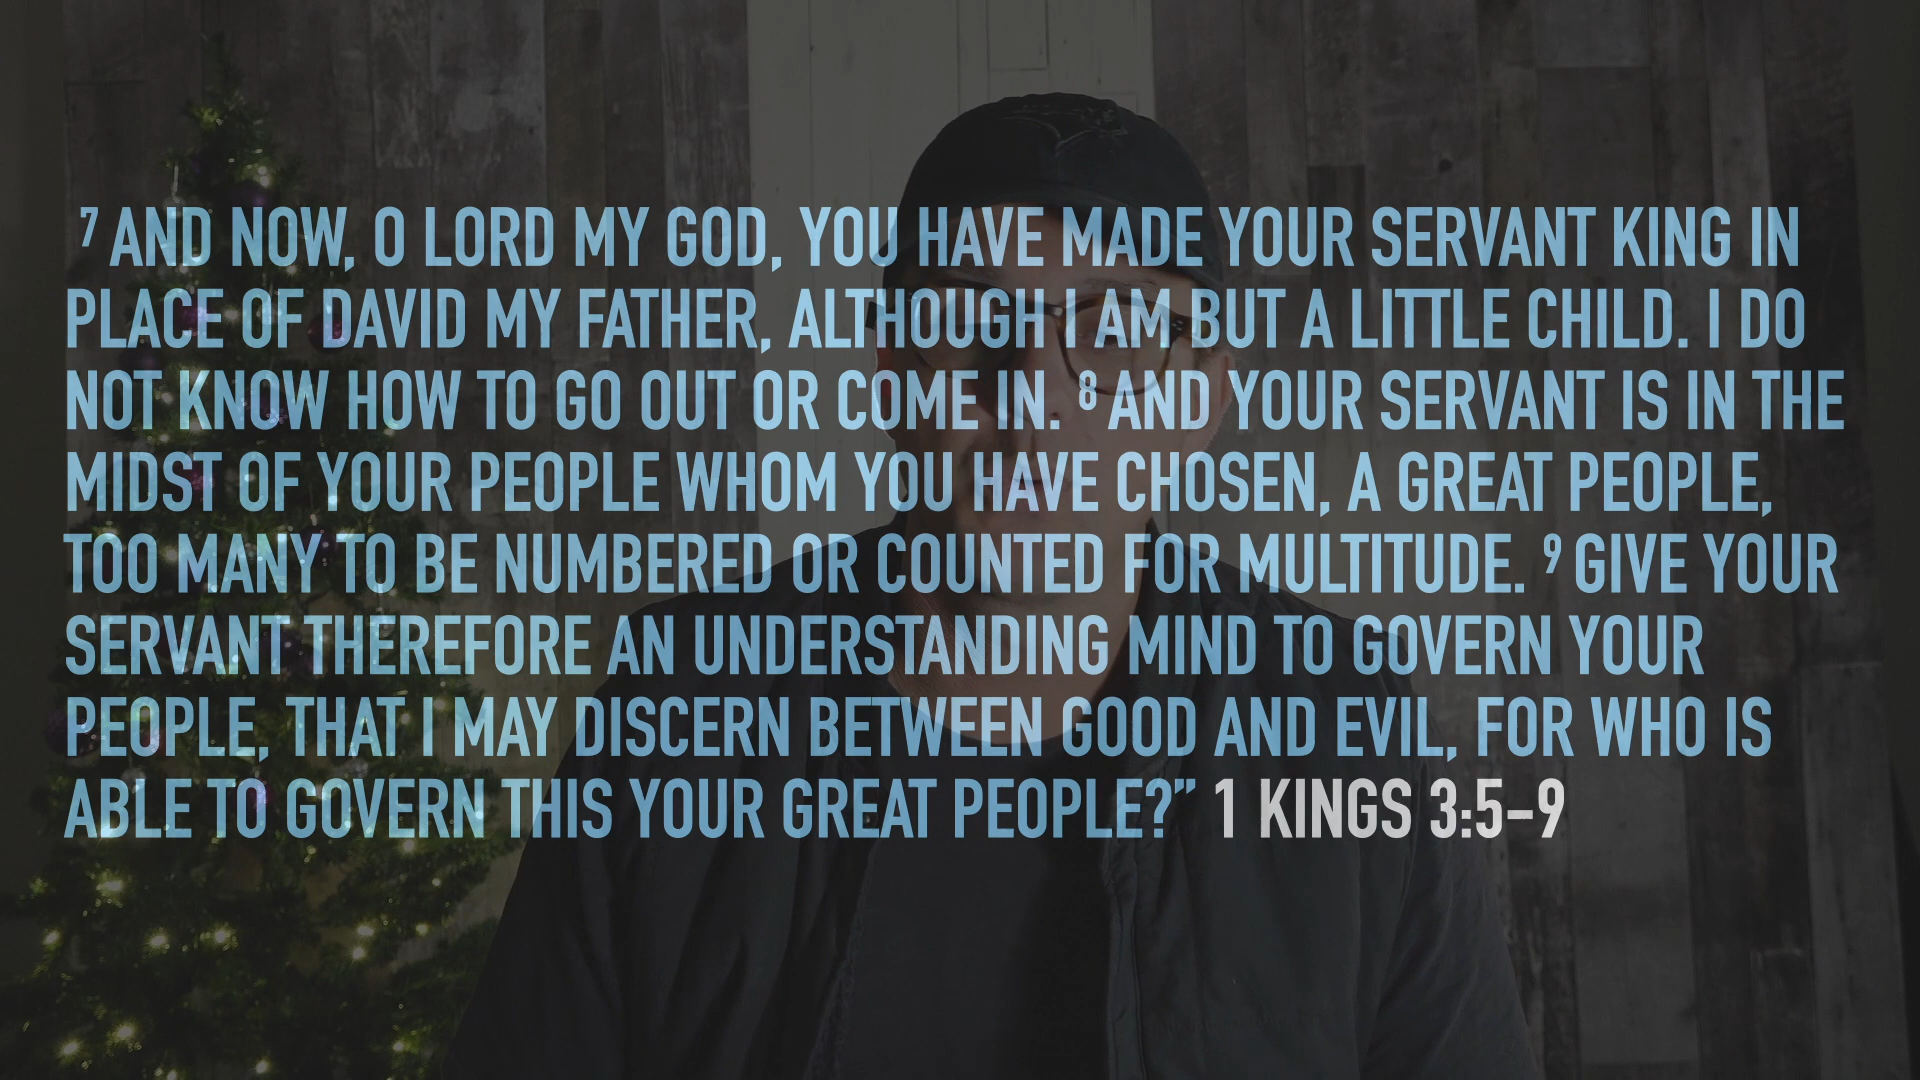 7 AND NOW, O LORD MY GOD, YOU HAVE MADE YOUR SERVANT KING IN
PLACE OF DAVID MY FATHER, ALTHOUGH I AM BUT A LITTLE CHILD. I DO
NOT KNOW HOW TO GO OUT OR COME IN. 8 AND YOUR SERVANT IS IN THE
MIDST OF YOUR PEOPLE WHOM YOU HAVE CHOSEN, A GREAT PEOPLE,
TOO MANY TO BE NUMBERED OR COUNTED FOR MULTITUDE. 9 GIVE YOUR
SERVANT THEREFORE AN UNDERSTANDING MIND TO GOVERN YOUR
PEOPLE, THAT I MAY DISCERN BETWEEN GOOD AND EVIL, FOR WHO IS
ABLE TO GOVERN THIS YOUR GREAT PEOPLE?” 1 KINGS 3:5–9